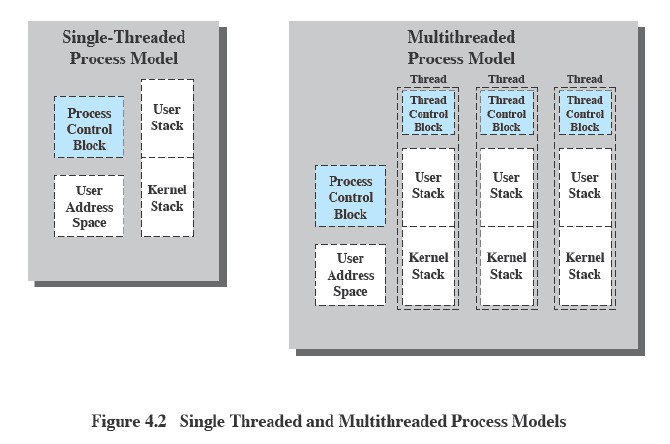 Single-Threaded
Process Model
Process
Control
Block
User
Stack
User
Address
Space
Kernel
Stack
Multithreaded
Process Model
Thread
Thread
Thread
Thread
Control
Block
Thread
Control
Block
Thread
Control
Block
Process
Control
Block
User
Stack
User
Stack
User
Stack
User
Address
Space
Kernel
Stack
Kernel
Stack
Kernel
Stack
Figure 4.2 Single Threaded and Multithreaded Process Models